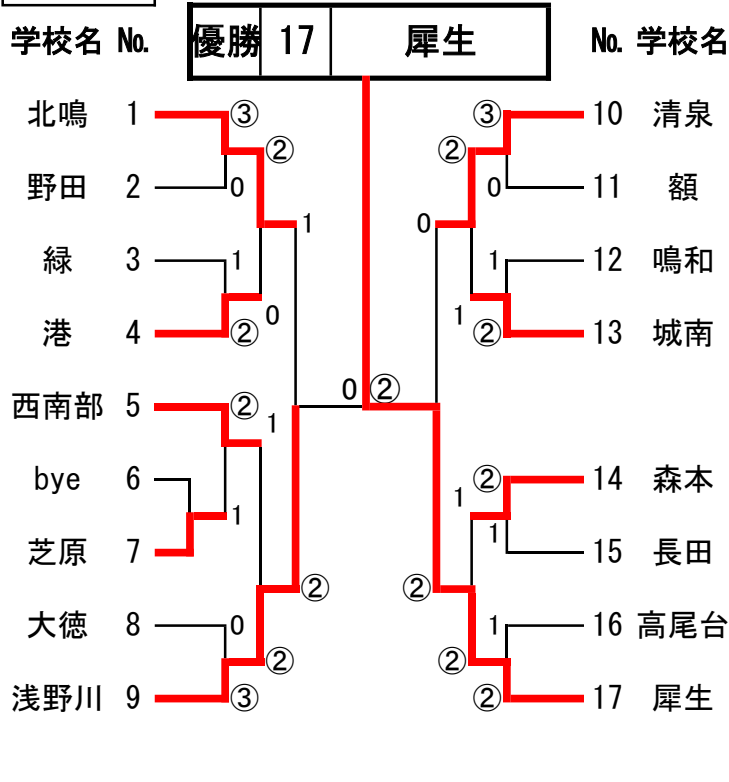 優勝 17 犀生
学校名 No. № 学校名
北鳴 1 ③ ③ 10 清泉
② ②
野田 2 0 0 11 額
1 0
緑 3 1 1 12 鳴和
0 1
港 4 ② ② 13 城南
0 ②
西南部 5 ②
1
bye 6 1 ② 14 森本
芝原 7 1 1 15 長田
② ②
大徳 8 0 1 16 高尾台
② ②
浅野川 9 ③ ② 17 犀生